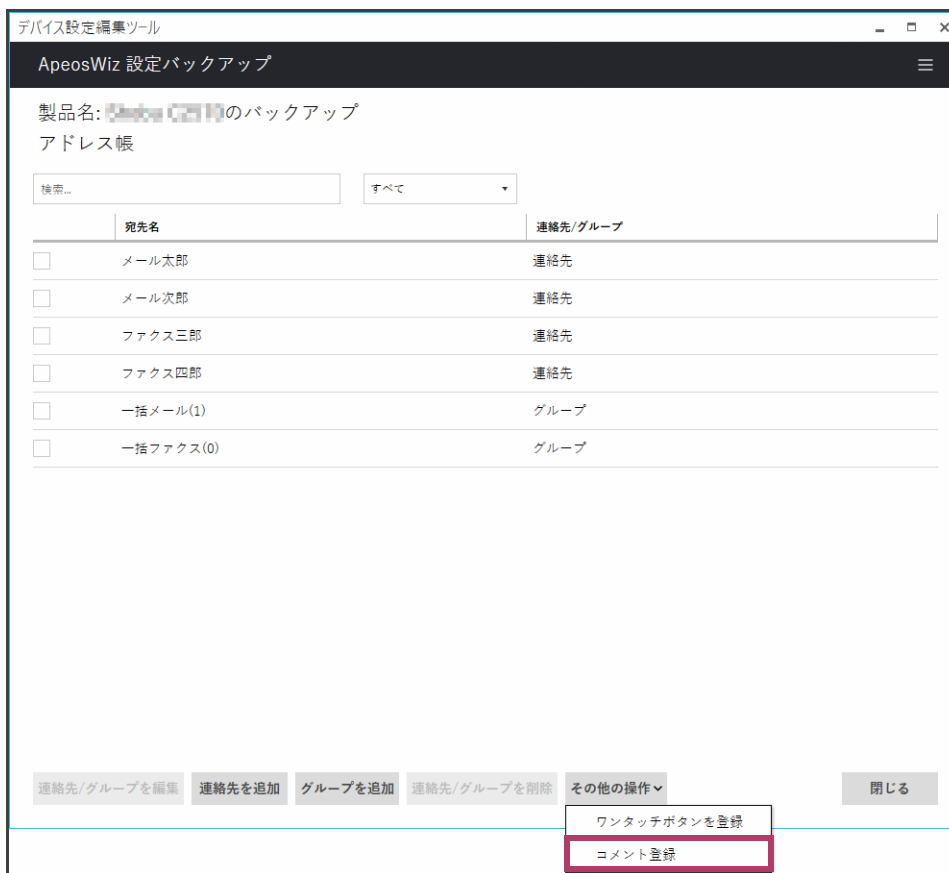 デバイス設定編集ツール
ApeosWiz 設定バックアップ
製品名: のバックアップ
アドレス帳
検索... すべて
宛先名 連絡先/グループ
メール太郎 連絡先
メール次郎 連絡先
ファクス三郎 連絡先
ファクス四郎 連絡先
一括メール(1) グループ
一括ファクス(0) グループ
連絡先/グループを編集 連絡先を追加 グループを追加 連絡先/グループを削除 その他の操作 閉じる
ワンタッチボタンを登録
コメント登録